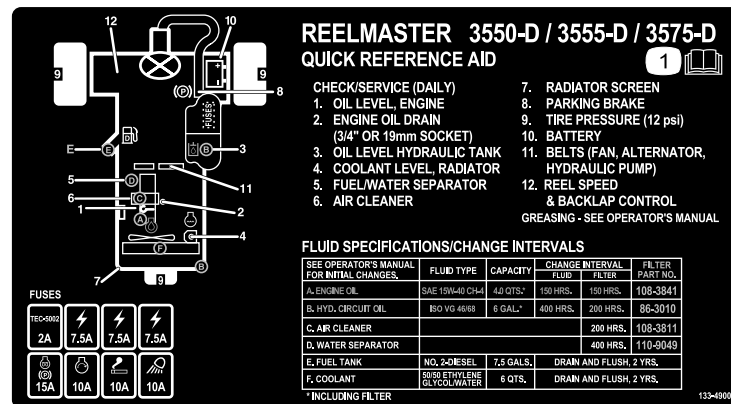 REELMASTER 3550-D / 3555-D / 3575-D
QUICK REFERENCE AID
1
CHECK/SERVICE (DAILY)
1. OIL LEVEL, ENGINE
2. ENGINE OIL DRAIN
(3/4" OR 19mm SOCKET)
3. OIL LEVEL HYDRAULIC TANK
4. COOLANT LEVEL, RADIATOR
5. FUEL/WATER SEPARATOR
6. AIR CLEANER
7. RADIATOR SCREEN
8. PARKING BRAKE
9. TIRE PRESSURE (12 psi)
10. BATTERY
11. BELTS (FAN, ALTERNATOR,
HYDRAULIC PUMP)
12. REEL SPEED
& BACKLAP CONTROL
GREASING - SEE OPERATOR'S MANUAL
12
10
9
9
(P)
8
FUSES
E
E
D
B
3
5
D
11
6
C
1
A
2
4
F
7
B
9
FLUID SPECIFICATIONS/CHANGE INTERVALS
SEE OPERATOR'S MANUAL FOR INITIAL CHANGES. FLUID TYPE CAPACITY CHANGE INTERVAL FLUID FILTER FILTER PART NO.
A. ENGINE OIL SAE 15W-40 CH-4 4.0 QTS.* 150 HRS. 150 HRS. 108-3841
B. HYD. CIRCUIT OIL ISO VG 46/68 6 GAL.* 400 HRS. 200 HRS. 86-3010
C. AIR CLEANER 200 HRS. 108-3811
D. WATER SEPARATOR 400 HRS. 110-9049
E. FUEL TANK NO. 2-DIESEL 7.5 GALS. DRAIN AND FLUSH, 2 YRS.
F. COOLANT 50/50 ETHYLENE GLYCOL/WATER 6 QTS. DRAIN AND FLUSH, 2 YRS.
* INCLUDING FILTER
133-4900
FUSES
TEC-5002
2A 7.5A 7.5A 7.5A
(P)
15A 10A 10A 10A